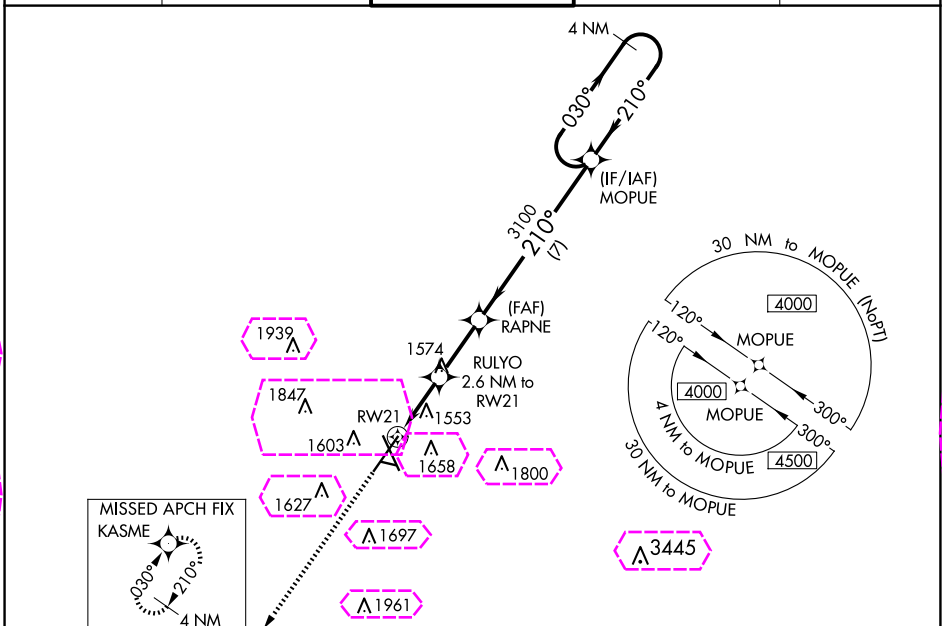 4 NM
030°
210°
(IF/IAF)
MOPUE
3100
210°
(7)
30 NM to MOPUE (NoPT)
4000
120°
MOPUE
300°
120°
4000
MOPUE
300°
4 NM to MOPUE
4500
30 NM to MOPUE
(FAF)
RAPNE
1939
1574
RULYO
2.6 NM to
RW21
1847
RW21
1553
1603
1658
1800
1627
1697
3445
1961
MISSED APCH FIX
KASME
030°
210°
4 NM